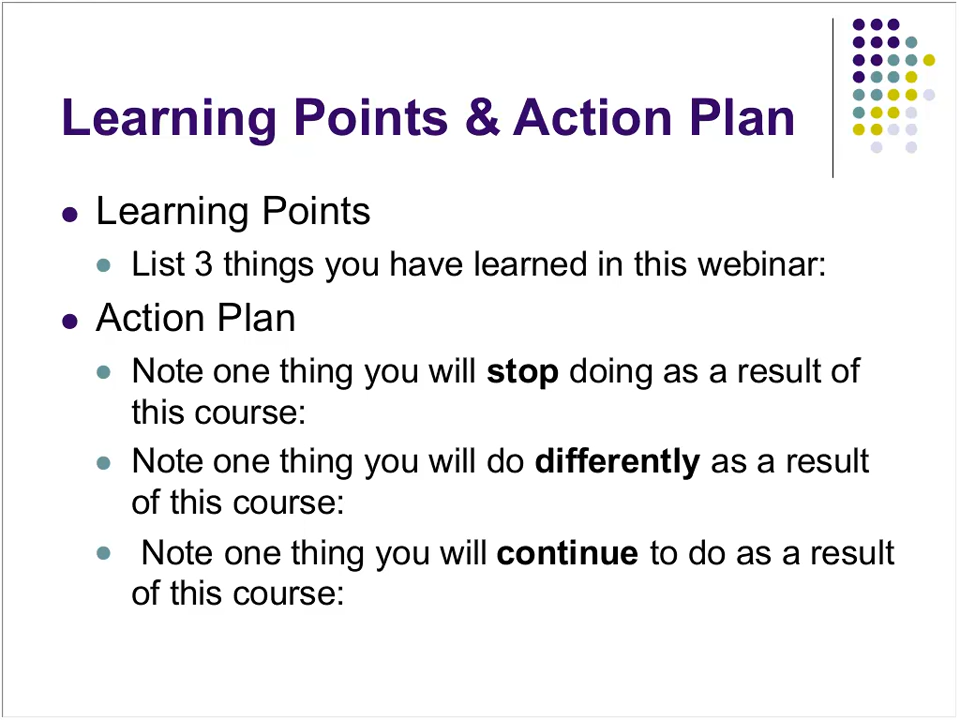 Learning Points & Action Plan
Learning Points
List 3 things you have learned in this webinar:
Action Plan
Note one thing you will stop doing as a result of
this course:
Note one thing you will do differently as a result
of this course:
Note one thing you will continue to do as a result
of this course: